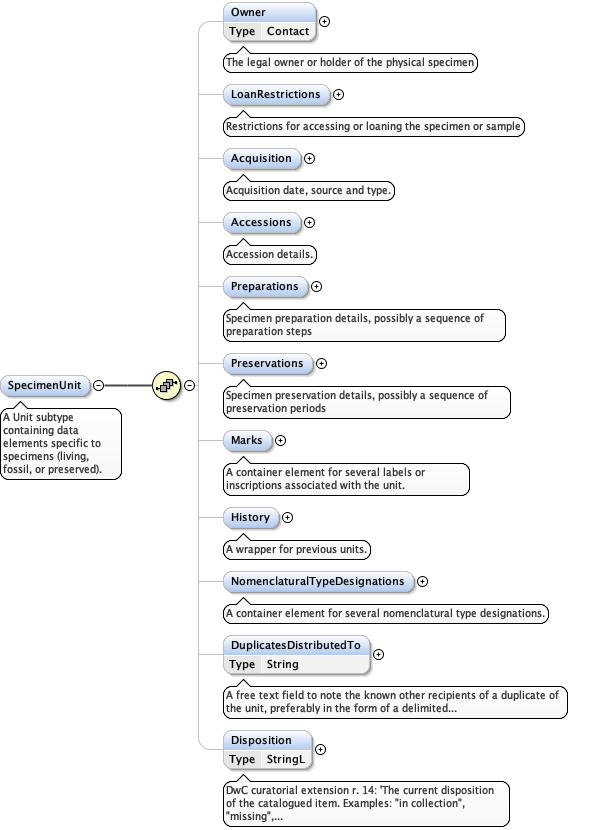 Owner
Type Contact
The legal owner or holder of the physical specimen
LoanRestrictions
Restrictions for accessing or loaning the specimen or sample
Acquisition
Acquisition date, source and type.
Accessions
Accession details.
Preparations
Specimen preparation details, possibly a sequence of
preparation steps
Preservations
Specimen preservation details, possibly a sequence of
preservation periods
SpecimenUnit
A Unit subtype
containing data
elements specific to
specimens (living,
fossil, or preserved).
Marks
A container element for several labels or
inscriptions associated with the unit.
History
A wrapper for previous units.
NomenclaturalTypeDesignations
A container element for several nomenclatural type designations.
DuplicatesDistributedTo
Type String
A free text field to note the known other recipients of a duplicate of
the unit, preferably in the form of a delimited...
Disposition
Type StringL
DwC curatorial extension r. 14: 'The current disposition
of the catalogued item. Examples: "in collection",
"missing",...